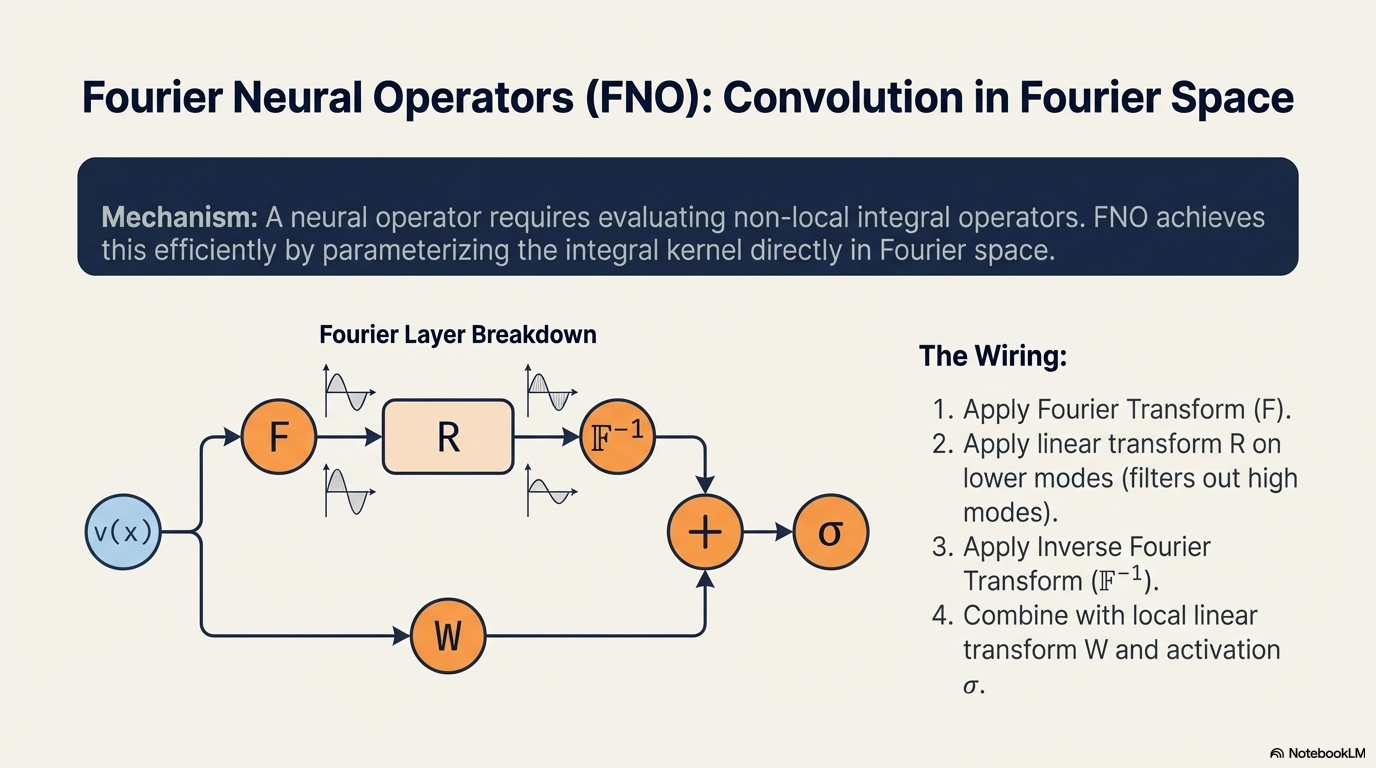 Fourier Neural Operators (FNO): Convolution in Fourier Space
Mechanism: A neural operator requires evaluating non-local integral operators. FNO achieves
this efficiently by parameterizing the integral kernel directly in Fourier space.
Fourier Layer Breakdown
v(x)
F
R
𝔽⁻¹
W
+
σ
The Wiring:
1. Apply Fourier Transform (F).
2. Apply linear transform R on
lower modes (filters out high
modes).
3. Apply Inverse Fourier
Transform (𝔽⁻¹).
4. Combine with local linear
transform W and activation
σ.
NotebookLM